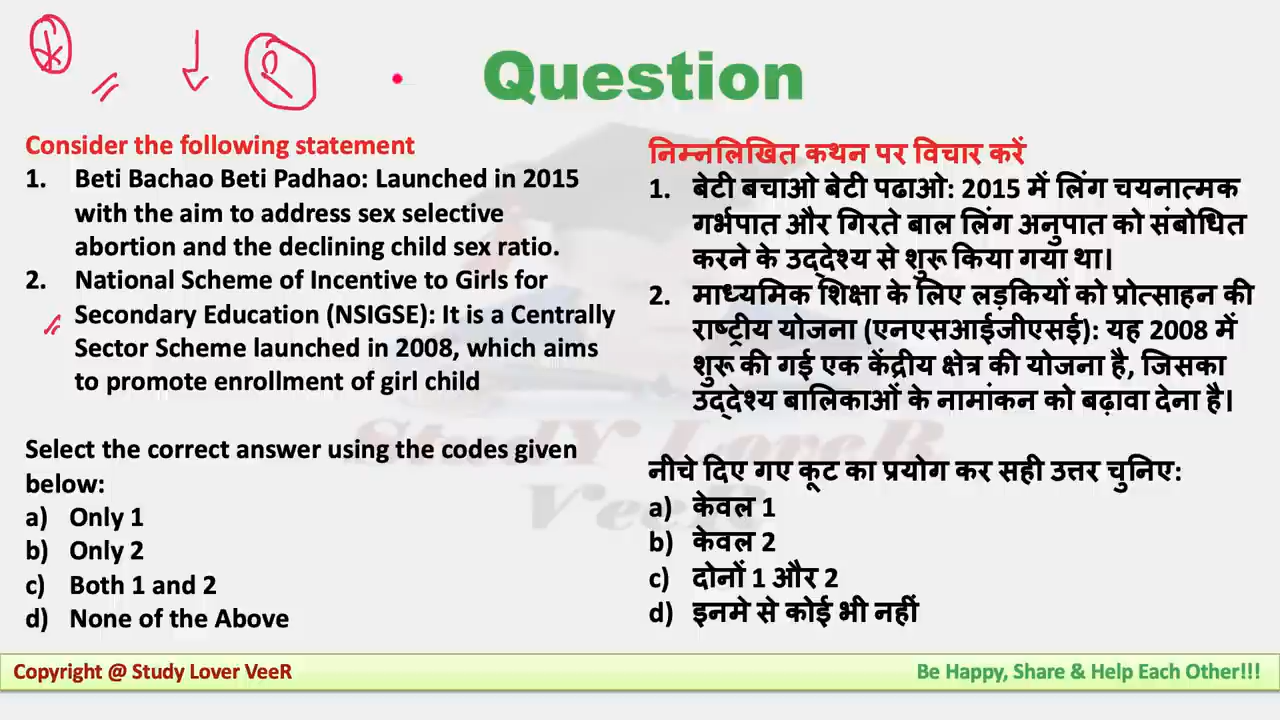 Question
Consider the following statement
1. Beti Bachao Beti Padhao: Launched in 2015
with the aim to address sex selective
abortion and the declining child sex ratio.
2. National Scheme of Incentive to Girls for
Secondary Education (NSIGSE): It is a Centrally
Sector Scheme launched in 2008, which aims
to promote enrollment of girl child
Select the correct answer using the codes given
below:
a) Only 1
b) Only 2
c) Both 1 and 2
d) None of the Above
निम्नलिखित कथन पर विचार करें
1. बेटी बचाओ बेटी पढाओ: 2015 में लिंग चयनात्मक
गर्भपात और गिरते बाल लिंग अनुपात को संबोधित
करने के उद्देश्य से शुरू किया गया था।
2. माध्यमिक शिक्षा के लिए लड़कियों को प्रोत्साहन की
राष्ट्रीय योजना (एनएसआईजीएसई): यह 2008 में
शुरू की गई एक केंद्रीय क्षेत्र की योजना है, जिसका
उद्देश्य बालिकाओं के नामांकन को बढ़ावा देना है।
नीचे दिए गए कूट का प्रयोग कर सही उत्तर चुनिए:
a) केवल 1
b) केवल 2
c) दोनों 1 और 2
d) इनमे से कोई भी नहीं
StudY LoveR
VeeR
Copyright @ Study Lover VeeR
Be Happy, Share & Help Each Other!!!